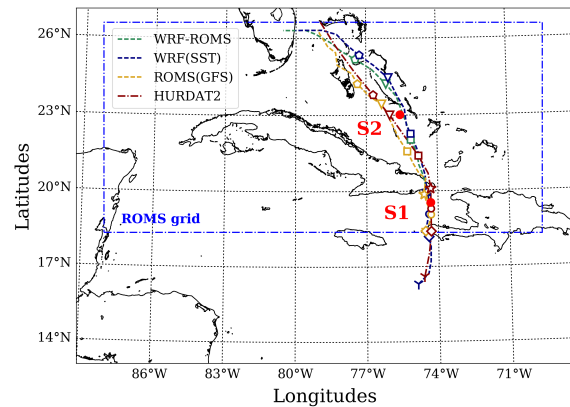 26°N
WRF-ROMS
WRF(SST)
ROMS(GFS)
HURDAT2
23°N
S2
Latitudes
20°N
S1
ROMS grid
17°N
14°N
86°W 83°W 80°W 77°W 74°W 71°W
Longitudes